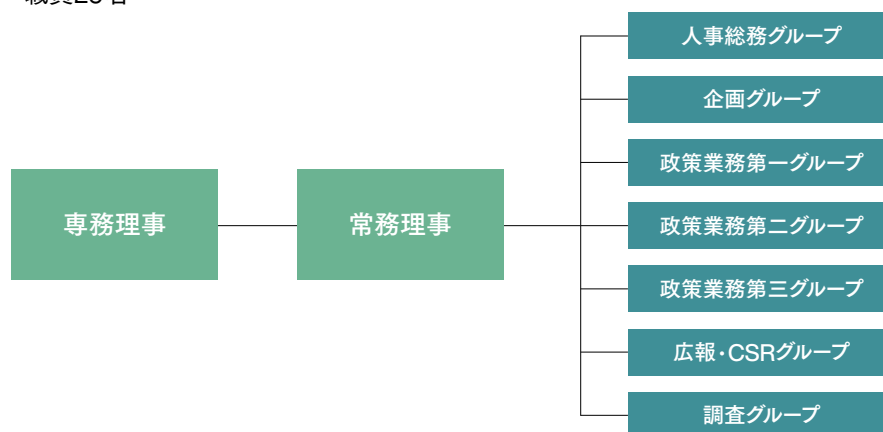 専務理事
常務理事
人事総務グループ
企画グループ
政策業務第一グループ
政策業務第二グループ
政策業務第三グループ
広報・CSRグループ
調査グループ